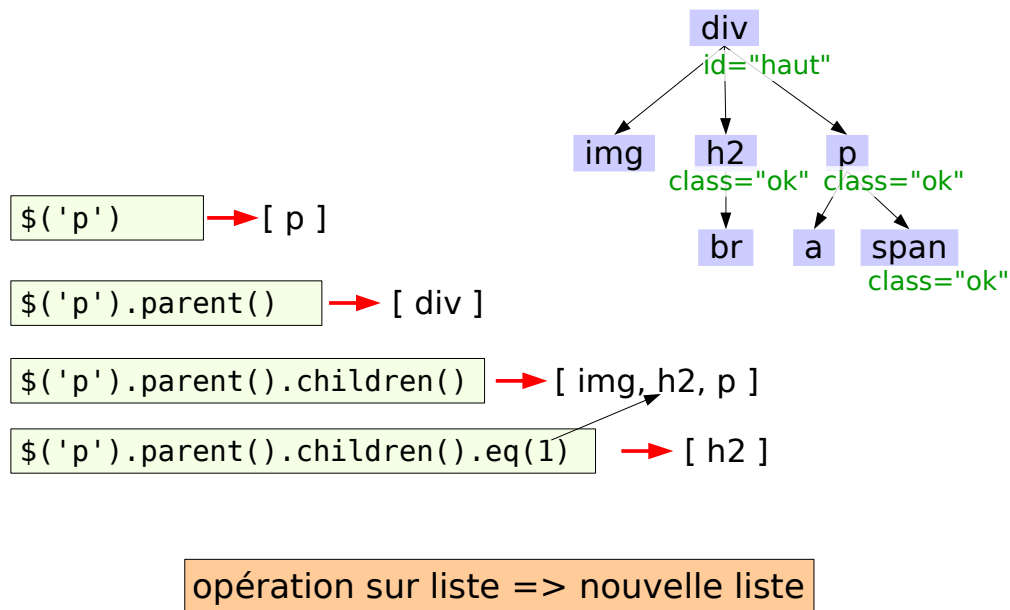 div
id="haut"
img h2 p
class="ok" class="ok"
$('p') [ p ]
br a span
class="ok"
$('p').parent() [ div ]
$('p').parent().children() [ img, h2, p ]
$('p').parent().children().eq(1) [ h2 ]
opération sur liste => nouvelle liste